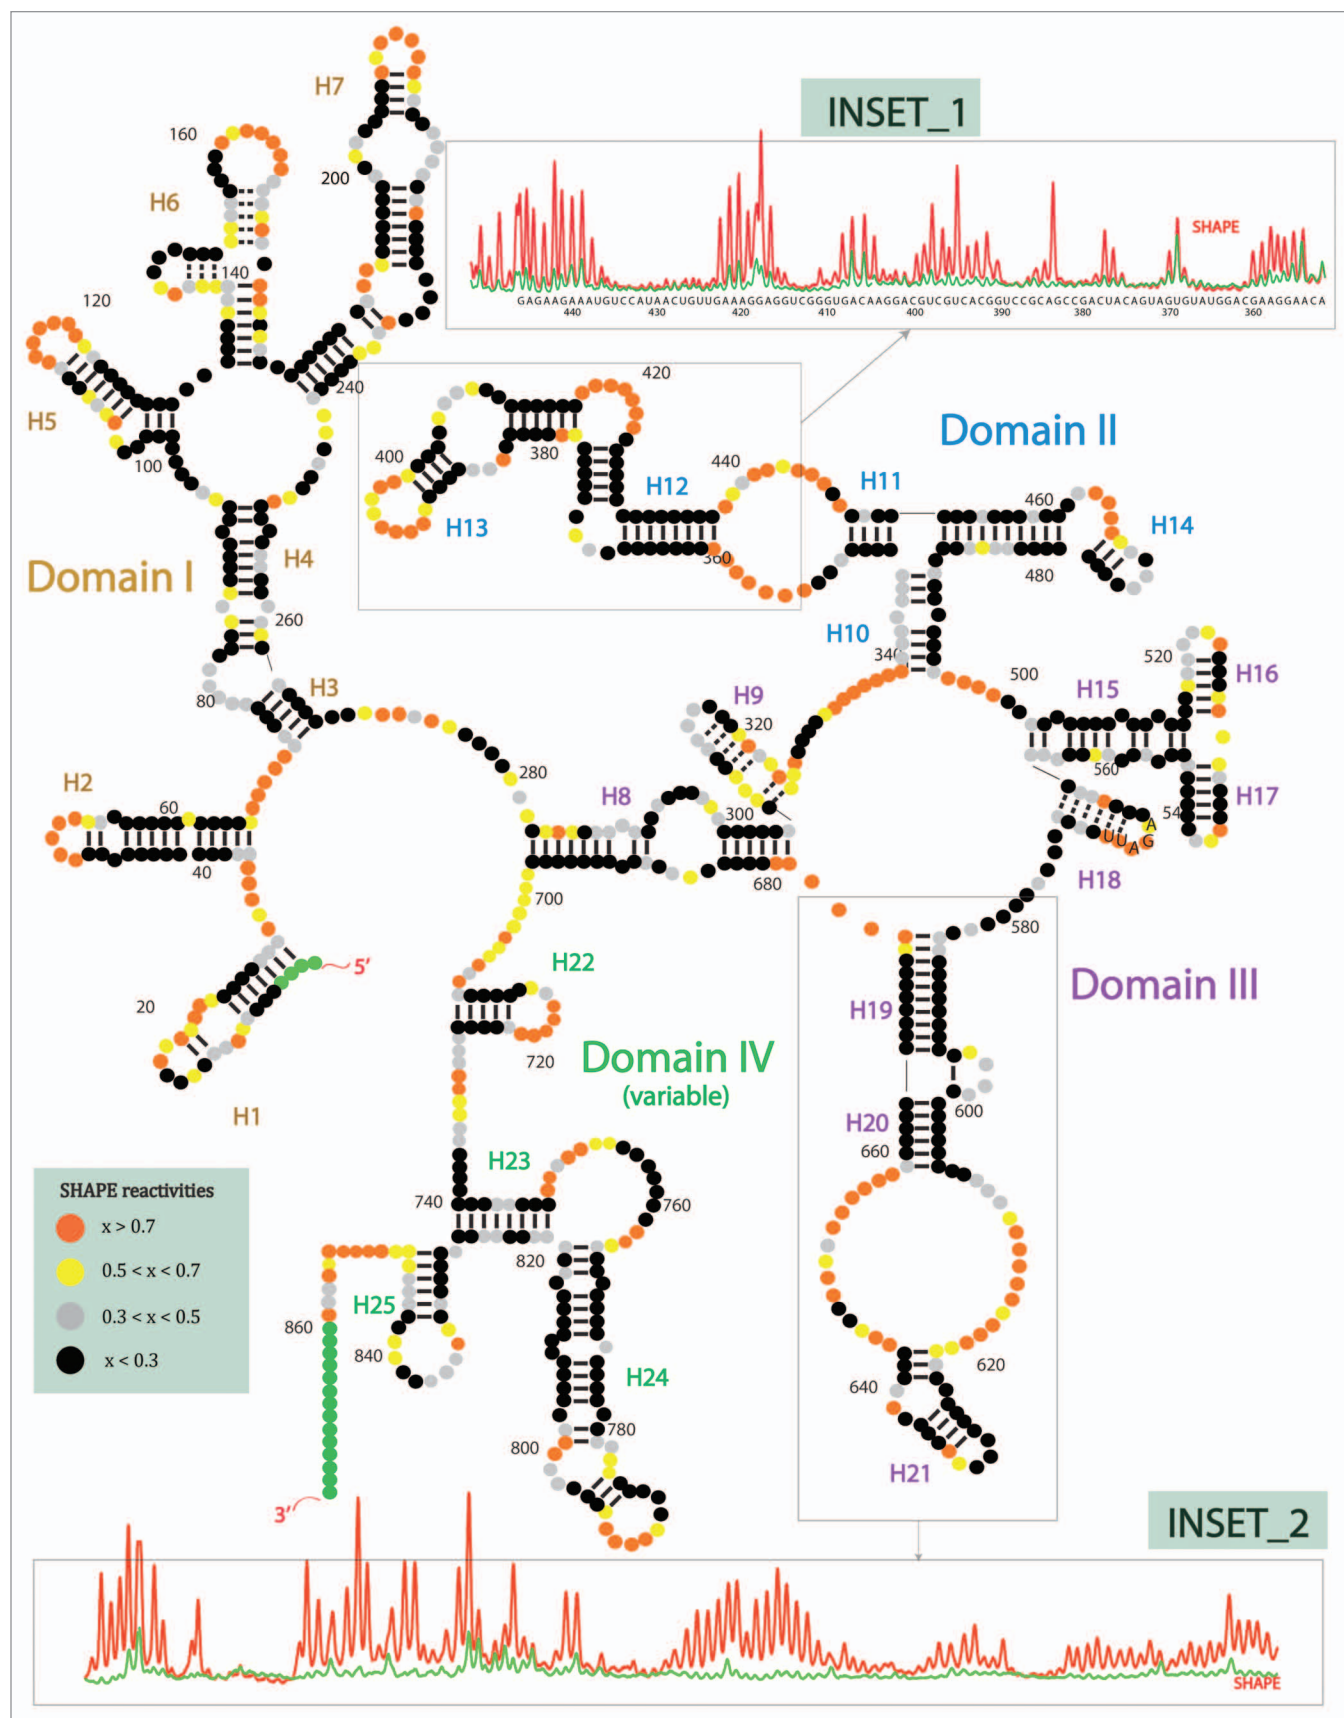 H7
INSET_1
160
200
H6
SHAPE
140
120
GAGAAGAAAUGUCCAUAACUGUUGAAAGGAGGUCGGGUGACAAGGACGUCGUCACGGUCCGCAGCCGACUACAGUAGUGUAUGGACGAAGGAACA
440 430 420 410 400 390 380 370 360
240
420
H5
100
400
380
440
H12
H11
Domain II
460
H14
H13
360
480
H4
Domain I
260
H10
340
500
520
H16
H3
80
H9
320
H15
280
560
H2
60
H8
300
54
H17
A
G
A
U
U
40
680
H18
700
580
5'
H22
Domain III
20
H19
720
Domain IV
(variable)
H1
600
H20
660
H23
SHAPE reactivities
740
760
x > 0.7
820
0.5 < x < 0.7
H25
0.3 < x < 0.5
860
840
x < 0.3
620
H24
640
780
800
H21
3'
INSET_2
SHAPE